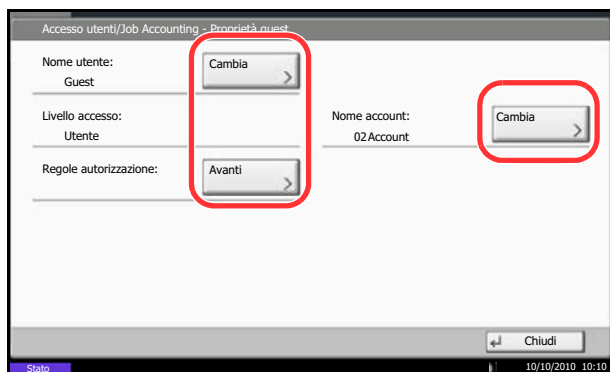 Accesso utenti/Job Accounting - Proprietà guest
Nome utente:
Guest
Cambia
Livello accesso:
Utente
Nome account:
02Account
Cambia
Regole autorizzazione:
Avanti
Chiudi
Stato
10/10/2010 10:10